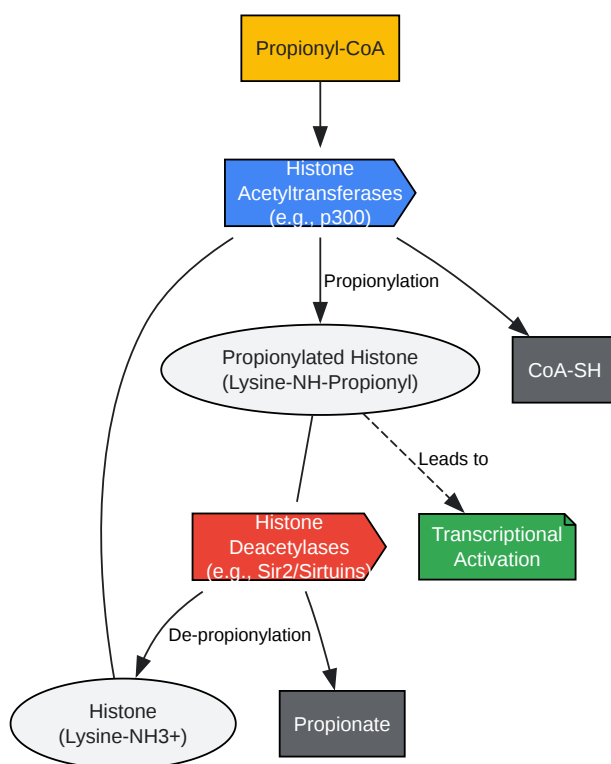 Propionyl-CoA
Histone
Acetyltransferases
(e.g., p300)
Propionylation
Propionylated Histone
(Lysine-NH-Propionyl)
CoA-SH
Leads to
Histone
Deacetylases
(e.g., Sir2/Sirtuins)
Transcriptional
Activation
De-propionylation
Histone
(Lysine-NH3+)
Propionate